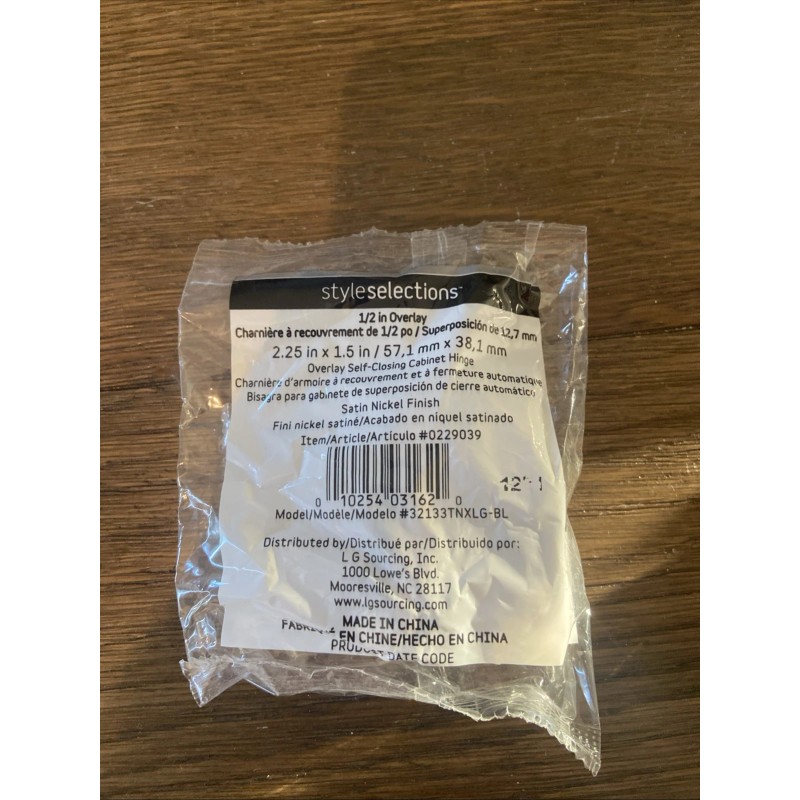 styleselections™
1/2 in Overlay
Charnière à recouvrement de 1/2 po / Superposición de 12,7 mm
2.25 in x 1.5 in / 57,1 mm x 38,1 mm
Overlay Self-Closing Cabinet Hinge
Charnière d'armoire à recouvrement et à fermeture automatique
Bisagra para gabinete de superposición de cierre automático
Satin Nickel Finish
Fini nickel satiné/Acabado en níquel satinado
Item/Article/Artículo #0229039
0 10254 03162 0
Model/Modèle/Modelo #32133TNXLG-BL
Distributed by/Distribué par/Distribuido por:
L G Sourcing, Inc.
1000 Lowe's Blvd.
Mooresville, NC 28117
www.lgsourcing.com
MADE IN CHINA
EN CHINE/HECHO EN CHINA
PRODUCT DATE CODE